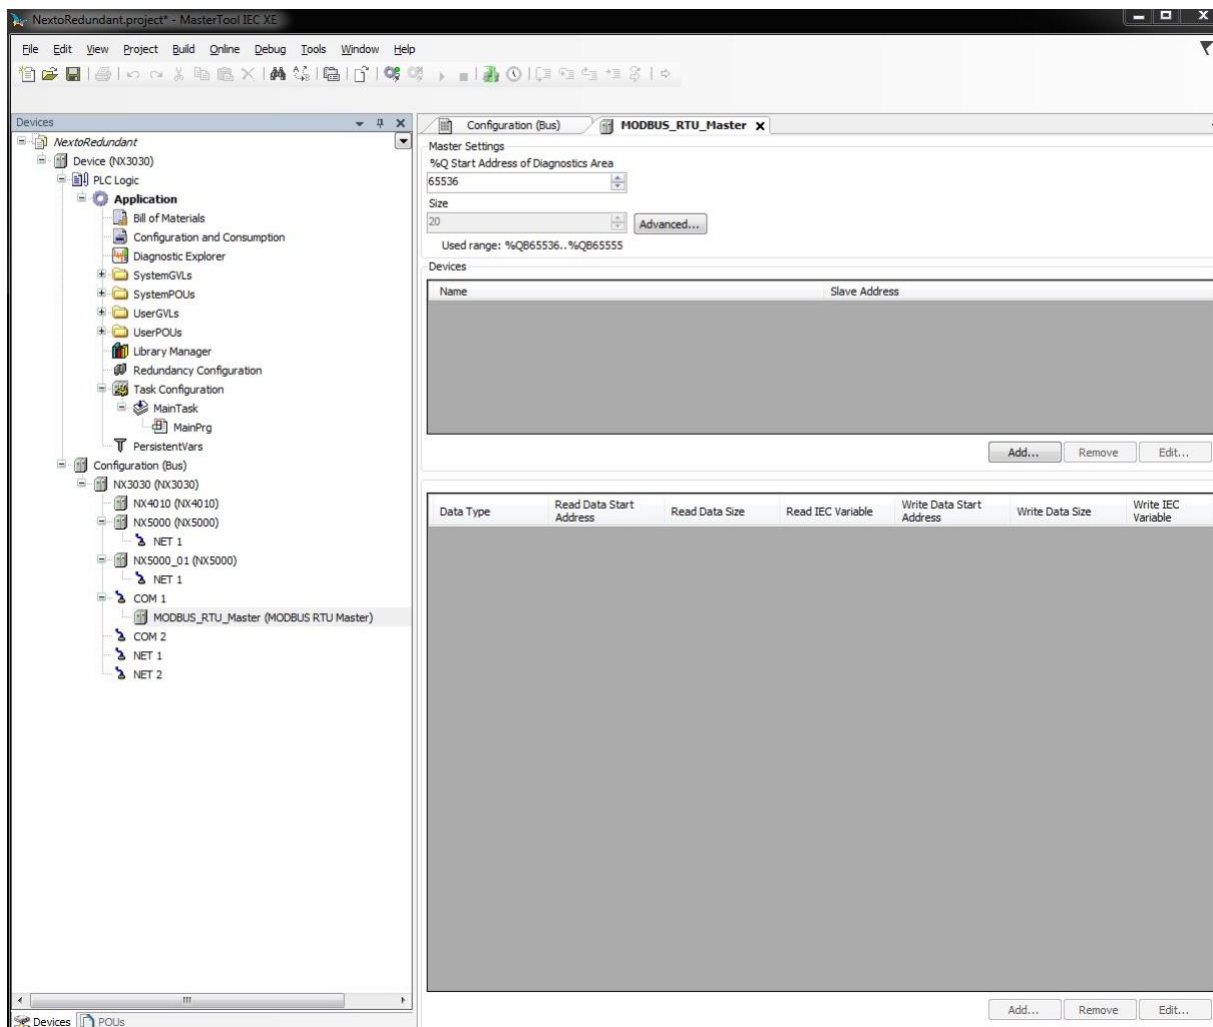 NextoRedundant.project* - MasterTool IEC XE
File Edit View Project Build Online Debug Tools Window Help
Devices
NextoRedundant
Device (NX3030)
PLC Logic
Application
Bill of Materials
Configuration and Consumption
Diagnostic Explorer
SystemGVLs
SystemPOUs
UserGVLs
UserPOUs
Library Manager
Redundancy Configuration
Task Configuration
MainTask
MainPrg
PersistentVars
Configuration (Bus)
NX3030 (NX3030)
NX4010 (NX4010)
NX5000 (NX5000)
NET 1
NX5000_01 (NX5000)
NET 1
COM 1
MODBUS_RTU_Master (MODBUS RTU Master)
COM 2
NET 1
NET 2
Devices POUs
Configuration (Bus) MODBUS_RTU_Master
Master Settings
%Q Start Address of Diagnostics Area
65536
Size
20 Advanced...
Used range: %QB65536..%QB65555
Devices
Name Slave Address
Add... Remove Edit...
Data Type Read Data Start Address Read Data Size Read IEC Variable Write Data Start Address Write Data Size Write IEC Variable
Add... Remove Edit...